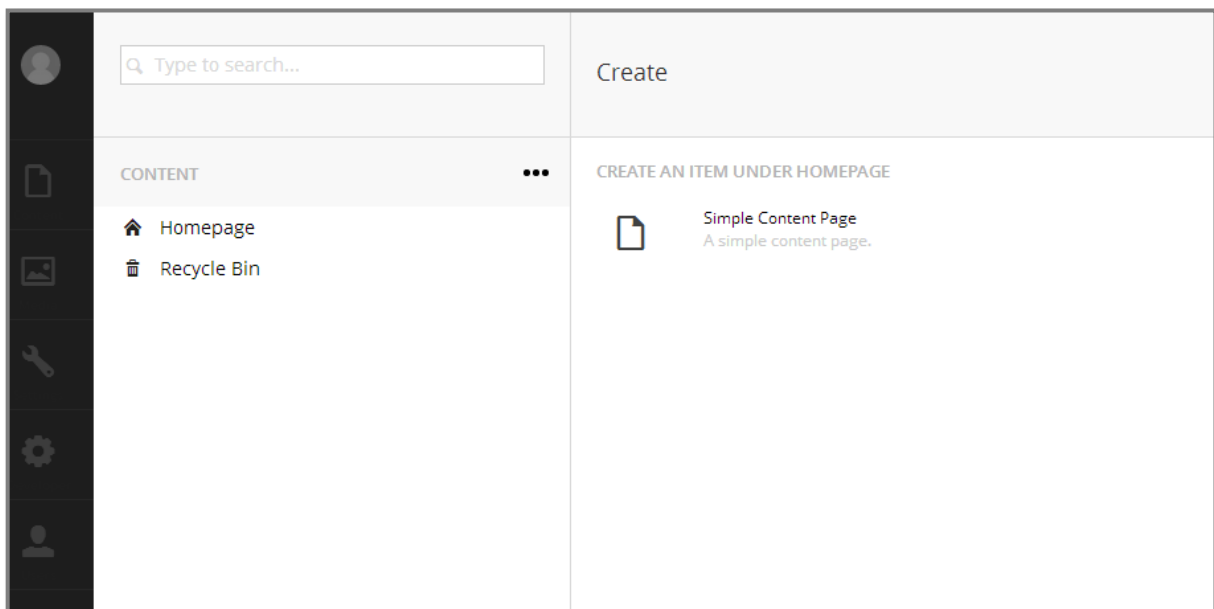 Type to search...
Create
CONTENT
CREATE AN ITEM UNDER HOMEPAGE
Homepage
Recycle Bin
Simple Content Page
A simple content page.